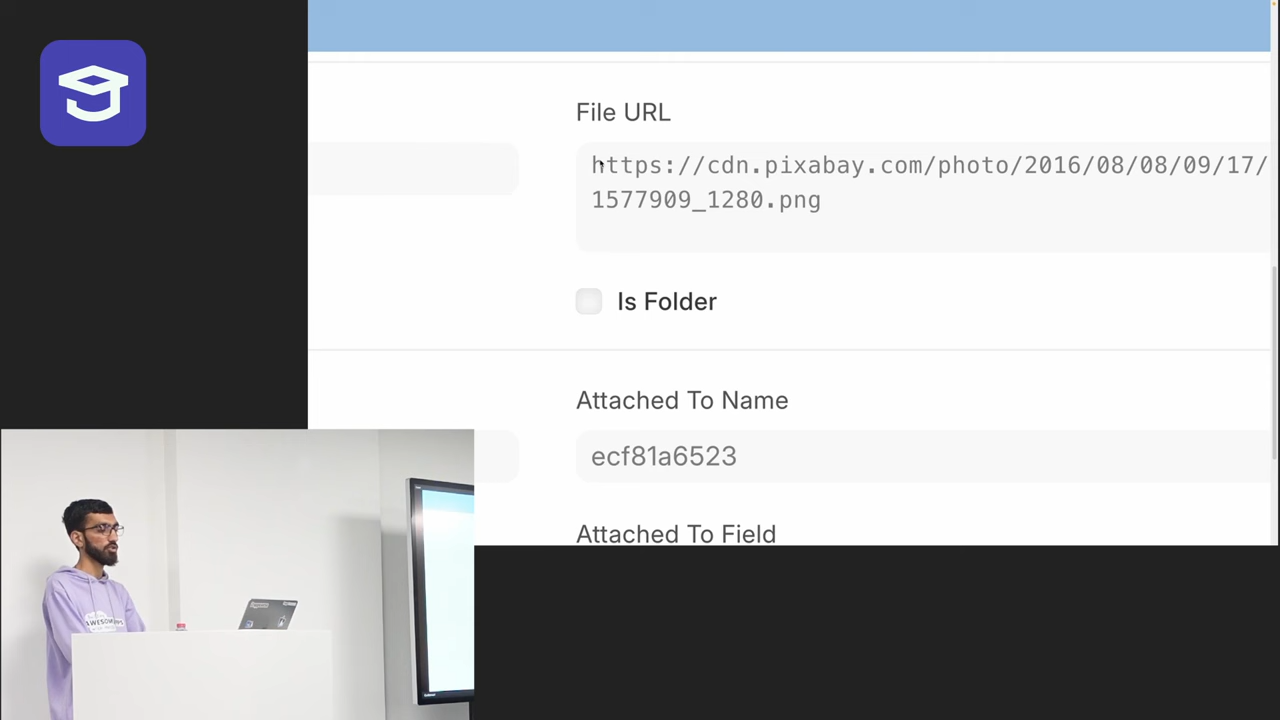 File URL
https://cdn.pixabay.com/photo/2016/08/08/09/17/
1577909_1280.png
Is Folder
Attached To Name
ecf81a6523
Attached To Field
AWESOME